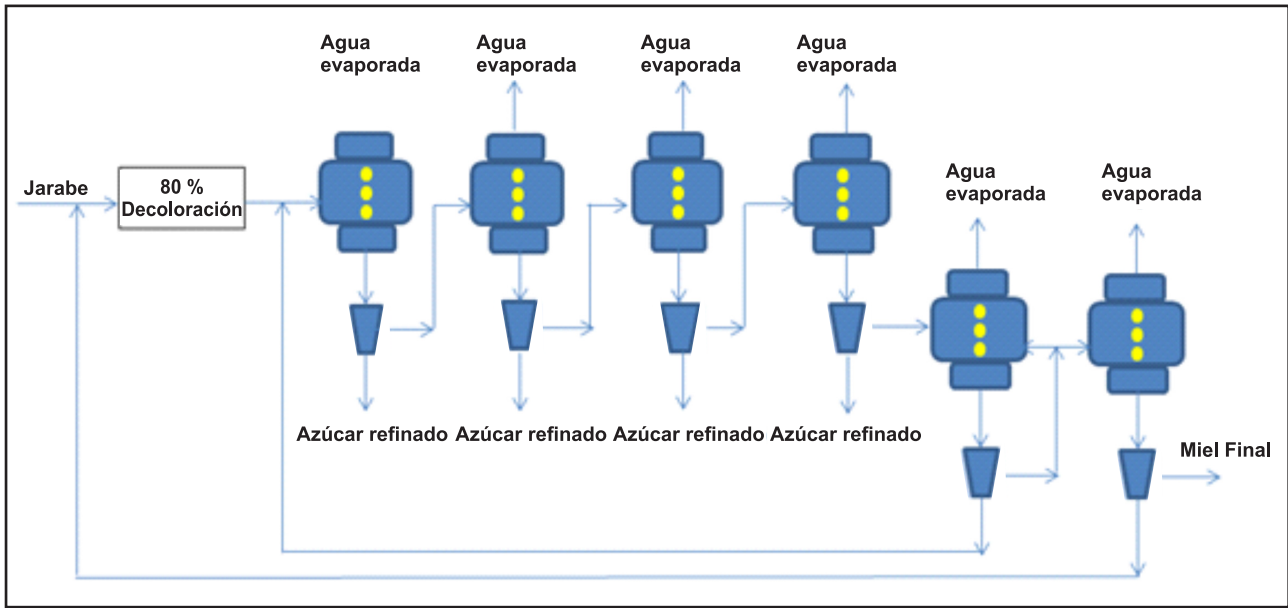 Agua
evaporada
Agua
evaporada
Agua
evaporada
Agua
evaporada
Jarabe
80 %
Decoloración
Agua
evaporada
Agua
evaporada
Azúcar refinado
Azúcar refinado
Azúcar refinado
Azúcar refinado
Miel Final